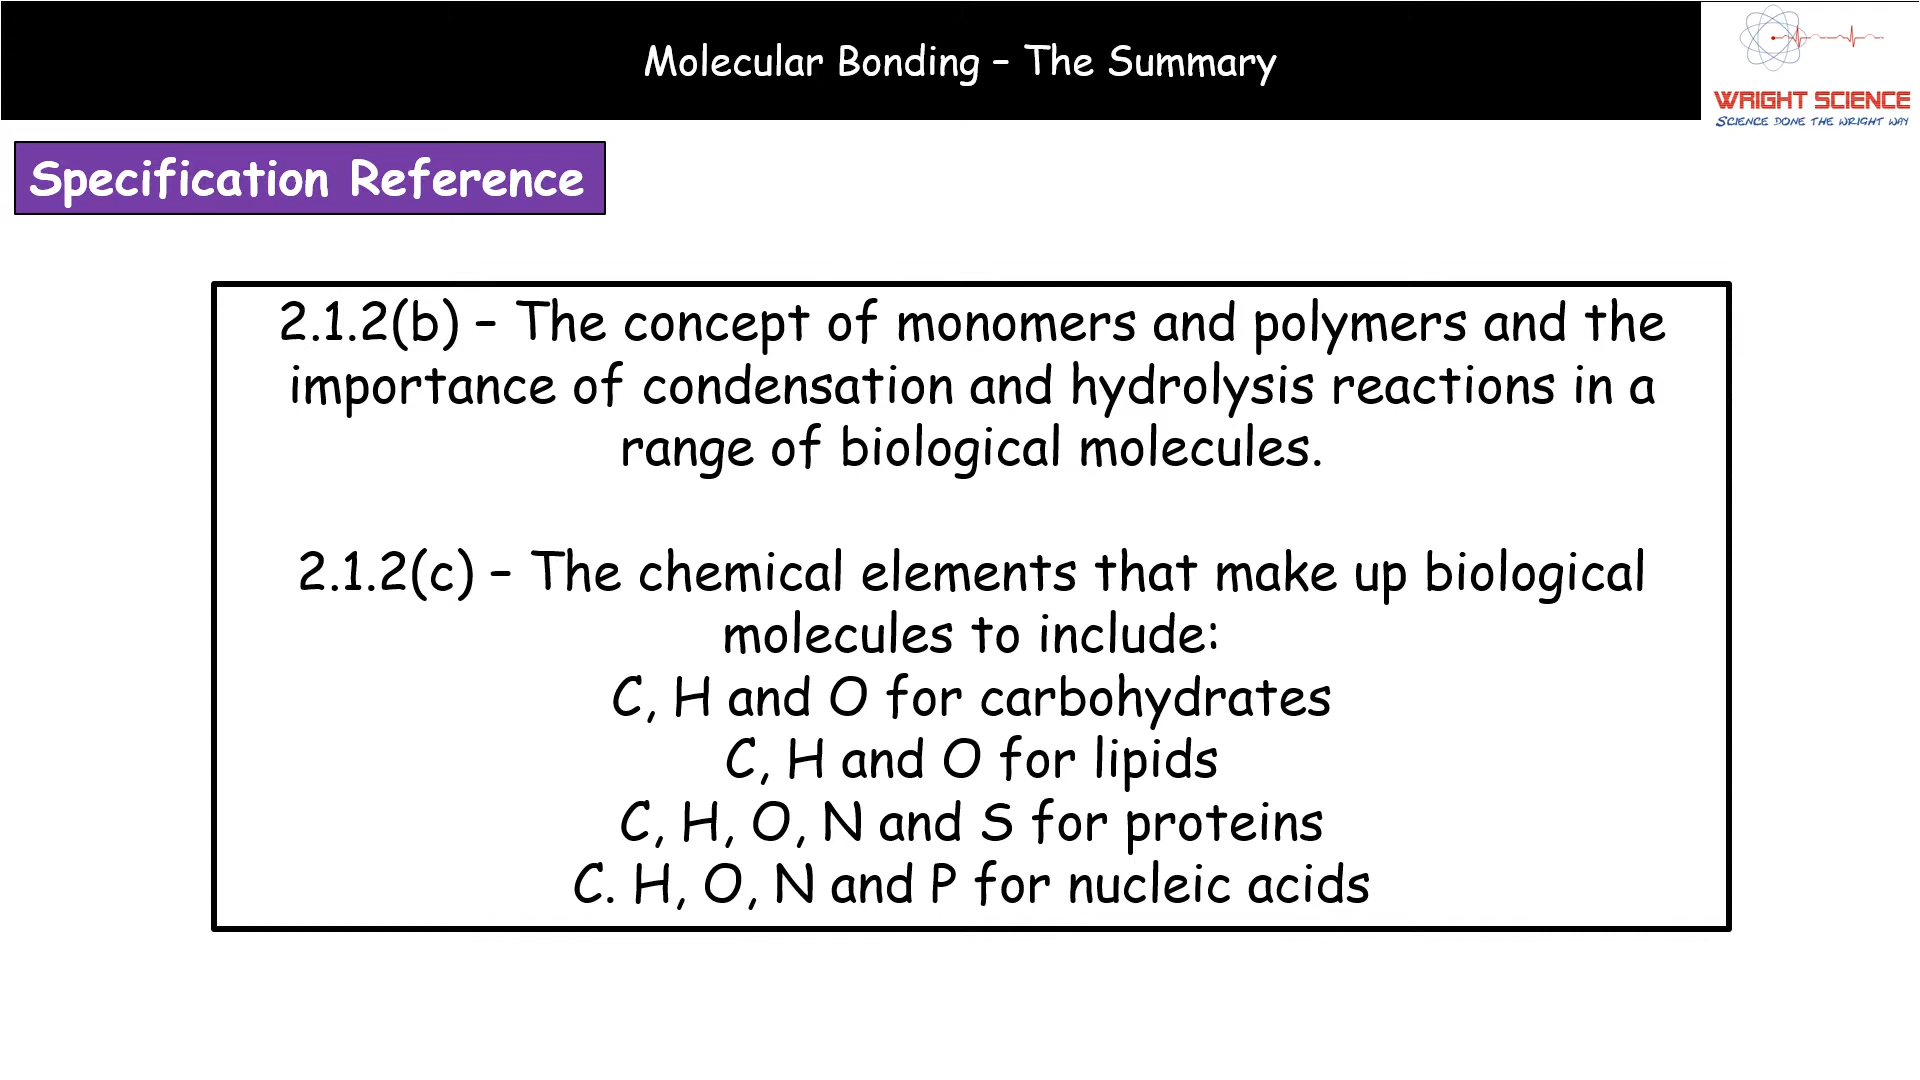 Molecular Bonding – The Summary
WRIGHT SCIENCE
SCIENCE DONE THE WRIGHT WAY
Specification Reference
2.1.2(b) – The concept of monomers and polymers and the
importance of condensation and hydrolysis reactions in a
range of biological molecules.
2.1.2(c) – The chemical elements that make up biological
molecules to include:
C, H and O for carbohydrates
C, H and O for lipids
C, H, O, N and S for proteins
C. H, O, N and P for nucleic acids